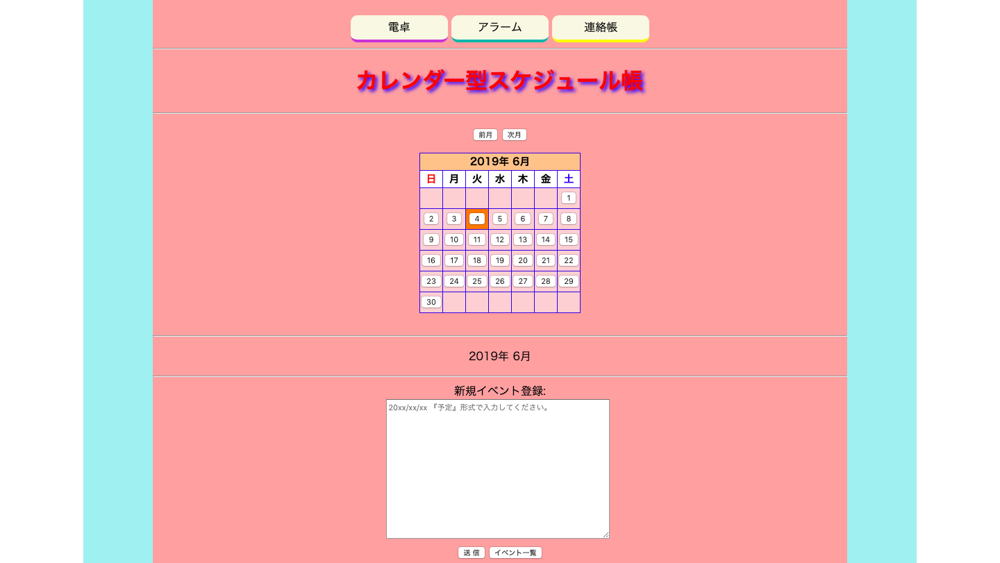 電卓 アラーム 連絡帳
カレンダー型スケジュール帳
前月 次月
2019年 6月
日 月 火 水 木 金 土
1
2 3 4 5 6 7 8
9 10 11 12 13 14 15
16 17 18 19 20 21 22
23 24 25 26 27 28 29
30
2019年 6月
新規イベント登録:
20xx/xx/xx 『予定』形式で入力してください。
送 信 イベント一覧